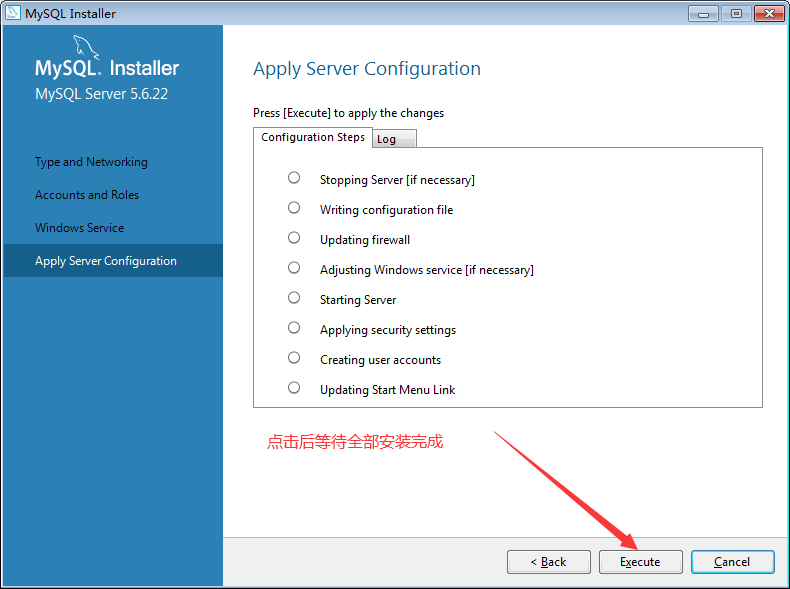 MySQL Installer
MySQL. Installer
MySQL Server 5.6.22
Type and Networking
Accounts and Roles
Windows Service
Apply Server Configuration
Apply Server Configuration
Press [Execute] to apply the changes
Configuration Steps
Log
Stopping Server [if necessary]
Writing configuration file
Updating firewall
Adjusting Windows service [if necessary]
Starting Server
Applying security settings
Creating user accounts
Updating Start Menu Link
点击后等待全部安装完成
< Back
Execute
Cancel